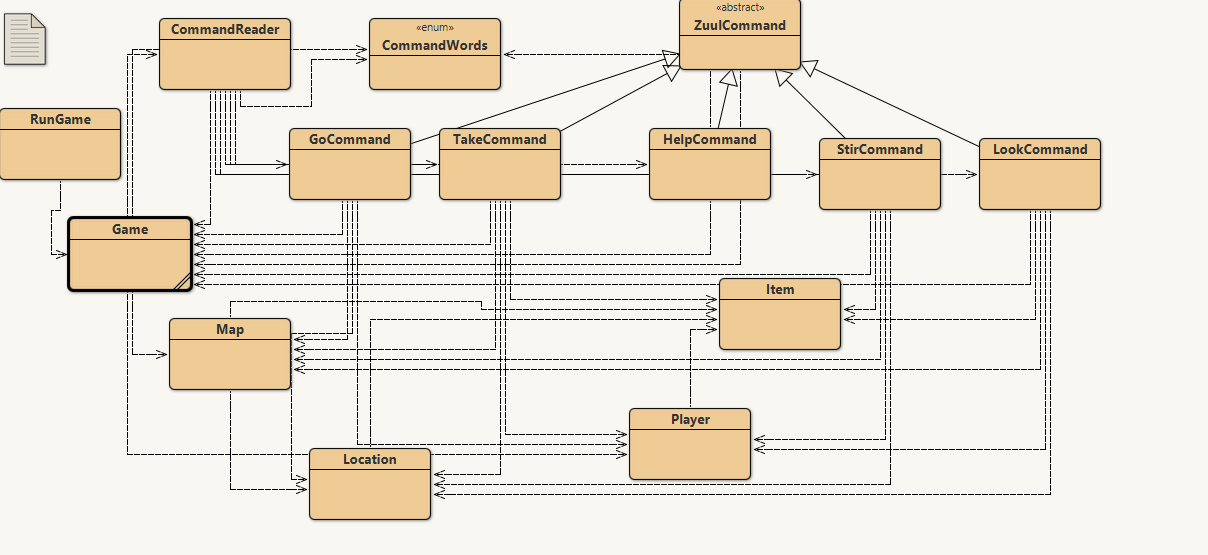 «abstract»
ZuulCommand
CommandReader
«enum»
CommandWords
RunGame
GoCommand
TakeCommand
HelpCommand
StirCommand
LookCommand
Game
Item
Map
Player
Location